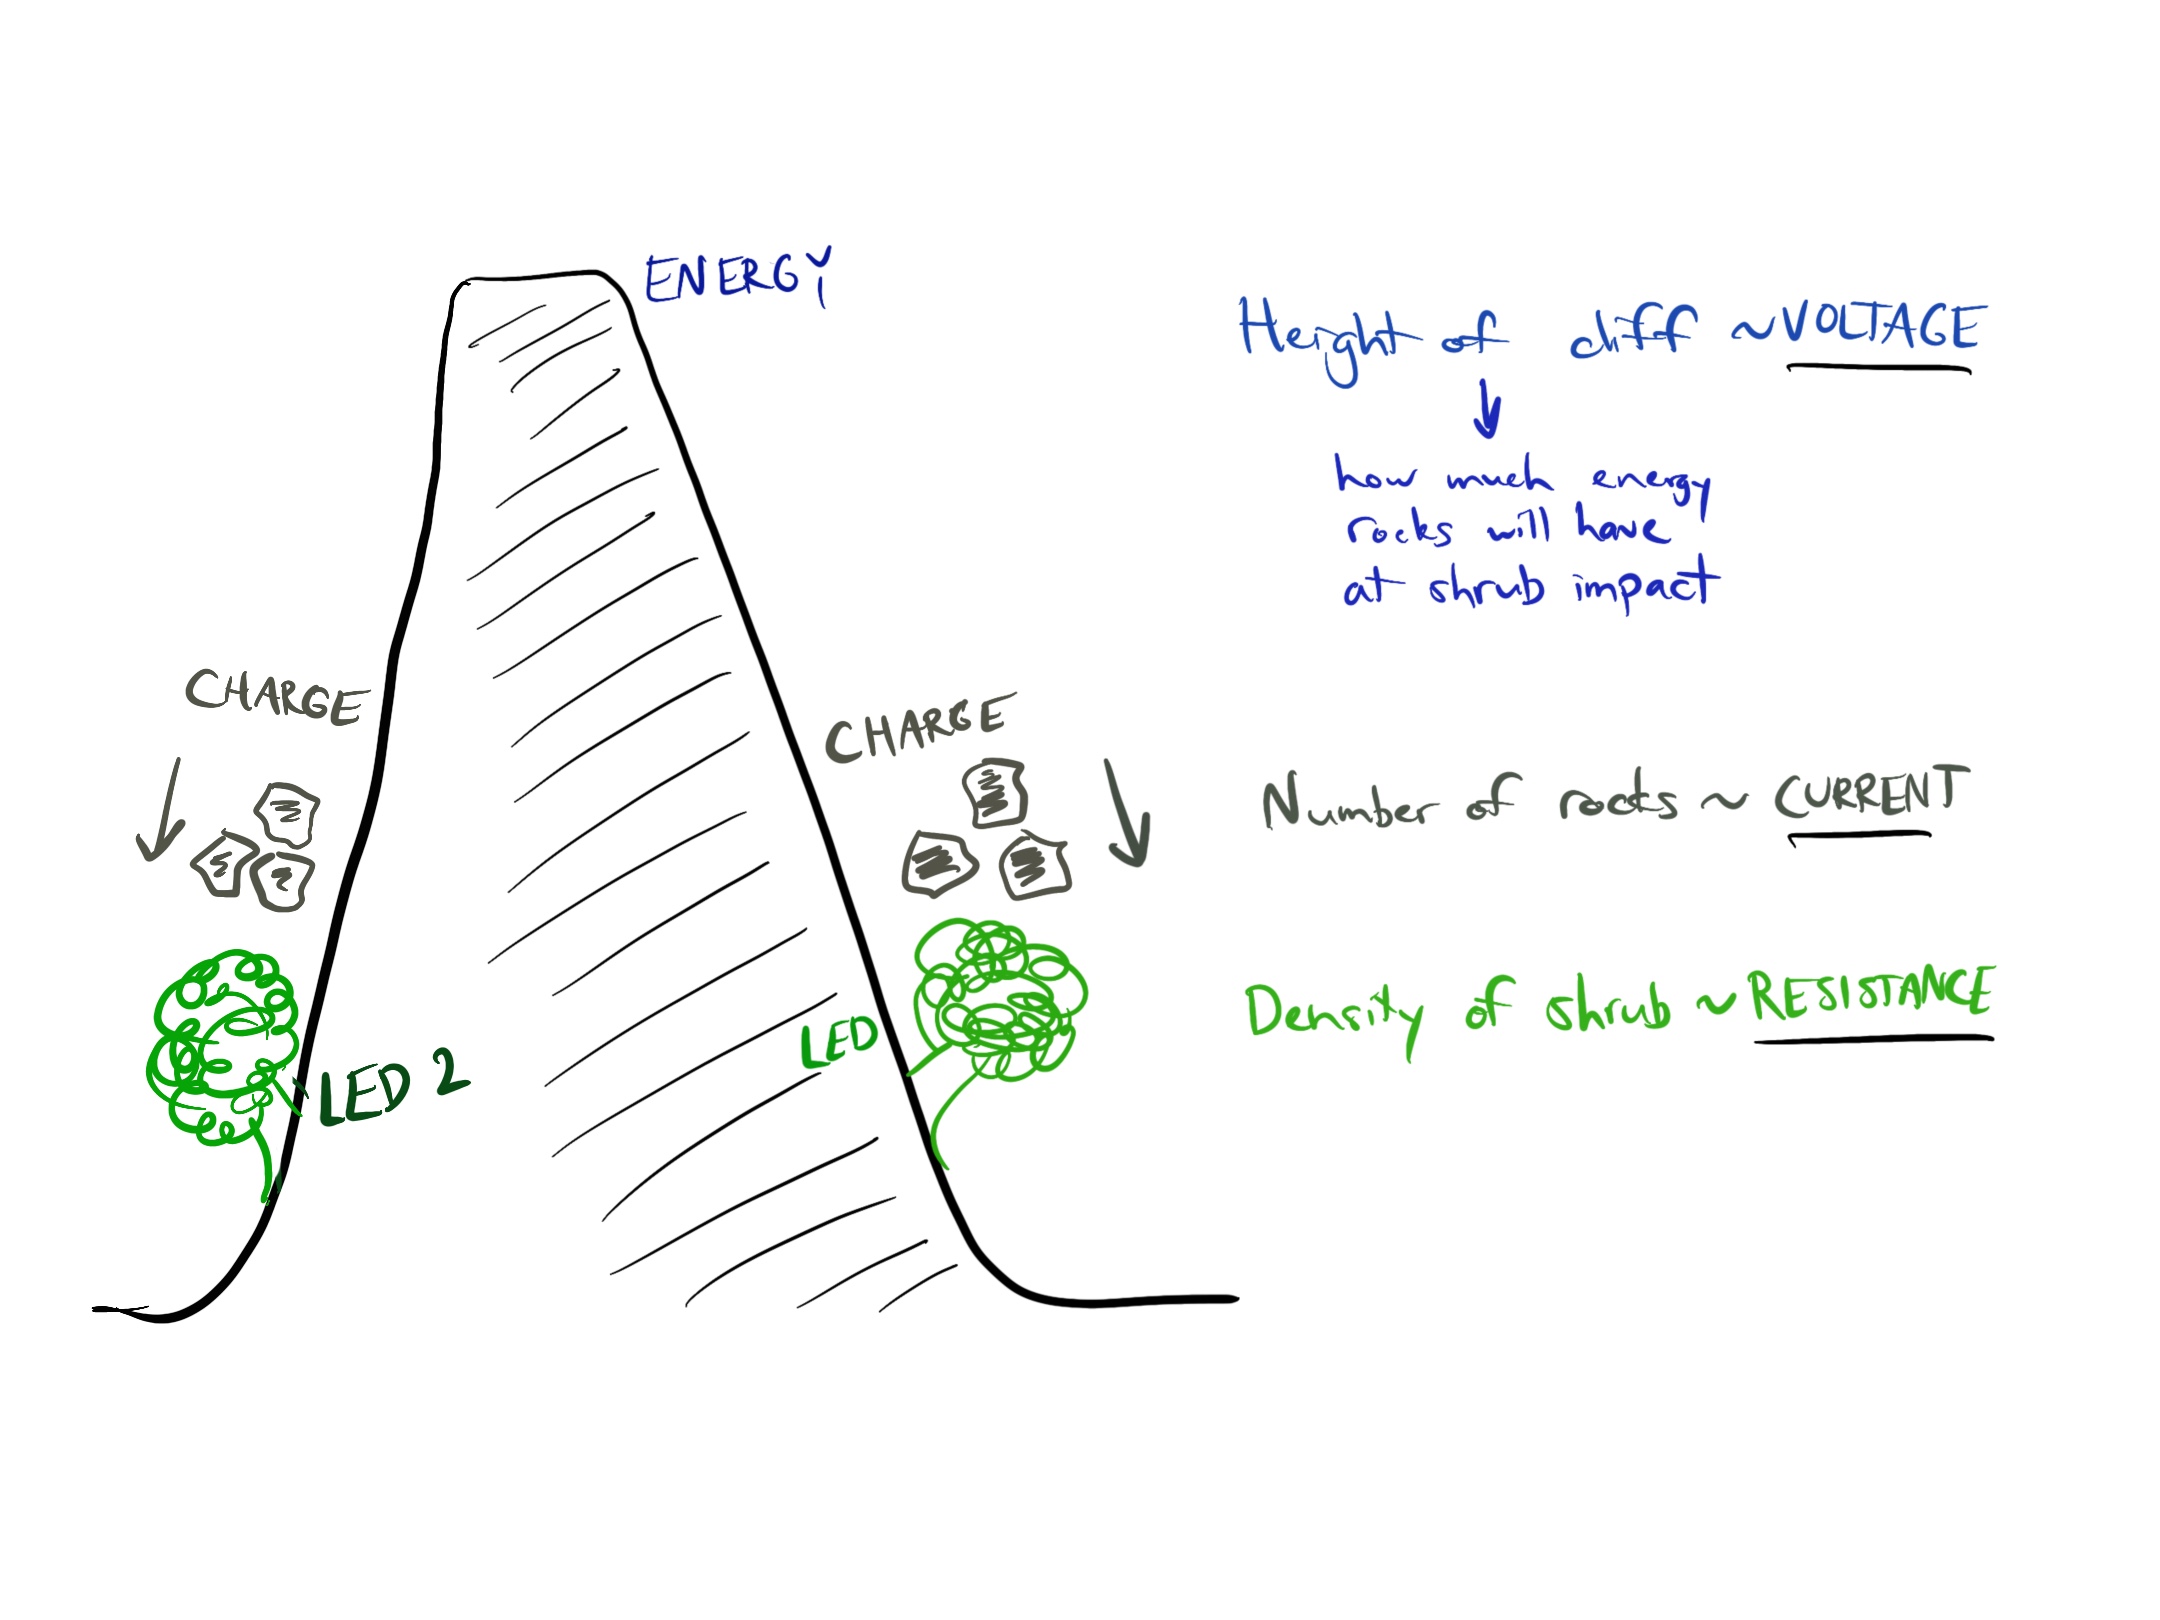 ENERGY
Height of cliff ~VOLTAGE
how much energy
rocks will have
at shrub impact
CHARGE
CHARGE
Number of rocks ~ CURRENT
Density of shrub ~ RESISTANCE
LED
LED 2